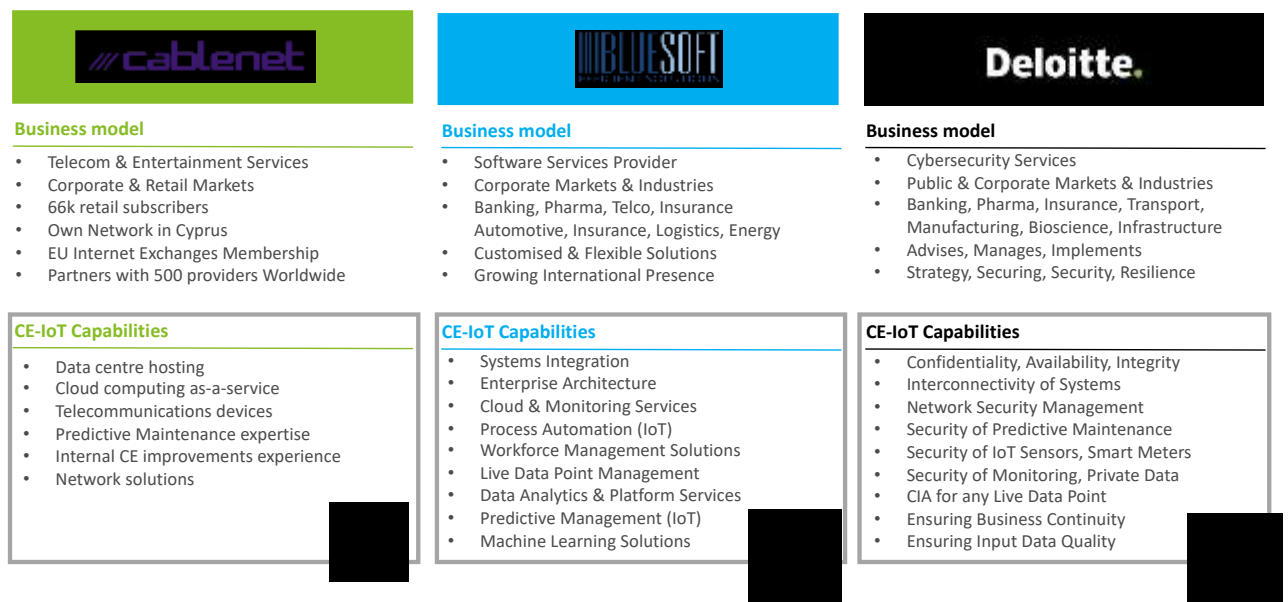 cablenet
Business model
• Telecom & Entertainment Services
• Corporate & Retail Markets
• 66k retail subscribers
• Own Network in Cyprus
• EU Internet Exchanges Membership
• Partners with 500 providers Worldwide
CE-IoT Capabilities
• Data centre hosting
• Cloud computing as-a-service
• Telecommunications devices
• Predictive Maintenance expertise
• Internal CE improvements experience
• Network solutions
BLUESOFT
Business model
• Software Services Provider
• Corporate Markets & Industries
• Banking, Pharma, Telco, Insurance
Automotive, Insurance, Logistics, Energy
• Customised & Flexible Solutions
• Growing International Presence
CE-IoT Capabilities
• Systems Integration
• Enterprise Architecture
• Cloud & Monitoring Services
• Process Automation (IoT)
• Workforce Management Solutions
• Live Data Point Management
• Data Analytics & Platform Services
• Predictive Management (IoT)
• Machine Learning Solutions
Deloitte.
Business model
• Cybersecurity Services
• Public & Corporate Markets & Industries
• Banking, Pharma, Insurance, Transport,
Manufacturing, Bioscience, Infrastructure
• Advises, Manages, Implements
• Strategy, Securing, Security, Resilience
CE-IoT Capabilities
• Confidentiality, Availability, Integrity
• Interconnectivity of Systems
• Network Security Management
• Security of Predictive Maintenance
• Security of IoT Sensors, Smart Meters
• Security of Monitoring, Private Data
• CIA for any Live Data Point
• Ensuring Business Continuity
• Ensuring Input Data Quality